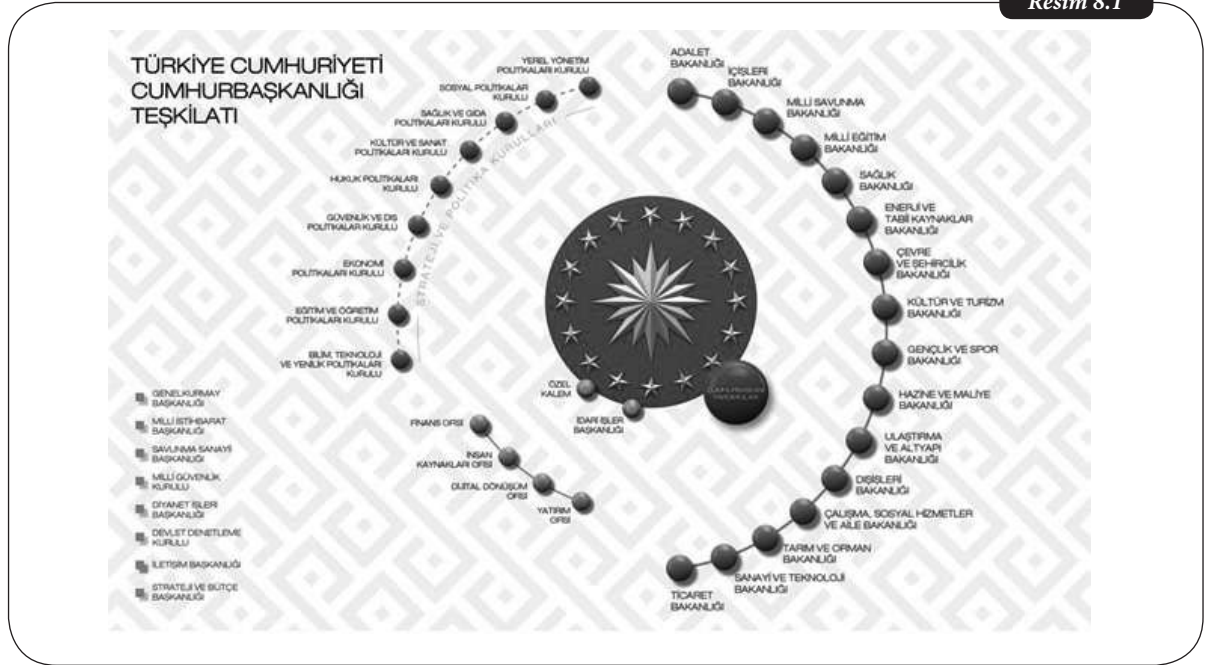 Resim 8.1
TÜRKİYE CUMHURİYETİ
CUMHURBAŞKANLIĞI
TEŞKİLATI
YEREL YÖNETİM
POLİTİKALARI KURULU
SOSYAL POLİTİKALAR
KURULU
SAĞLIK VE GIDA
POLİTİKALARI KURULU
KÜLTÜR VE SANAT
POLİTİKALARI KURULU
HUKUK POLİTİKALARI
KURULU
GÜVENLİK VE DIŞ
POLİTİKALAR KURULU
EKONOMİ
POLİTİKALARI KURULU
EĞİTİM VE ÖĞRETİM
POLİTİKALARI KURULU
BİLİM, TEKNOLOJİ
VE YENİLİK POLİTİKALARI
KURULU
STRATEJİ VE POLİTİKA KURULLARI
GENELKURMAY
BAŞKANLIĞI
MİLLİ İSTİHBARAT
BAŞKANLIĞI
SAVUNMA SANAYİİ
BAŞKANLIĞI
MİLLİ GÜVENLİK
KURULU
DİYANET İŞLERİ
BAŞKANLIĞI
DEVLET DENETLEME
KURULU
İLETİŞİM BAŞKANLIĞI
STRATEJİ VE BÜTÇE
BAŞKANLIĞI
FİNANS OFİSİ
İNSAN
KAYNAKLARI OFİSİ
DİJİTAL DÖNÜŞÜM
OFİSİ
YATIRIM
OFİSİ
ÖZEL
KALEM
İDARİ İŞLER
BAŞKANLIĞI
ADALET
BAKANLIĞI
İÇİŞLERİ
BAKANLIĞI
MİLLİ SAVUNMA
BAKANLIĞI
MİLLİ EĞİTİM
BAKANLIĞI
SAĞLIK
BAKANLIĞI
ENERJİ VE
TABİİ KAYNAKLAR
BAKANLIĞI
ÇEVRE
VE ŞEHİRCİLİK
BAKANLIĞI
KÜLTÜR VE TURİZM
BAKANLIĞI
GENÇLİK VE SPOR
BAKANLIĞI
HAZİNE VE MALİYE
BAKANLIĞI
ULAŞTIRMA
VE ALTYAPI
BAKANLIĞI
DIŞİŞLERİ
BAKANLIĞI
ÇALIŞMA, SOSYAL HİZMETLER
VE AİLE BAKANLIĞI
TARIM VE ORMAN
BAKANLIĞI
SANAYİ VE TEKNOLOJİ
BAKANLIĞI
TİCARET
BAKANLIĞI